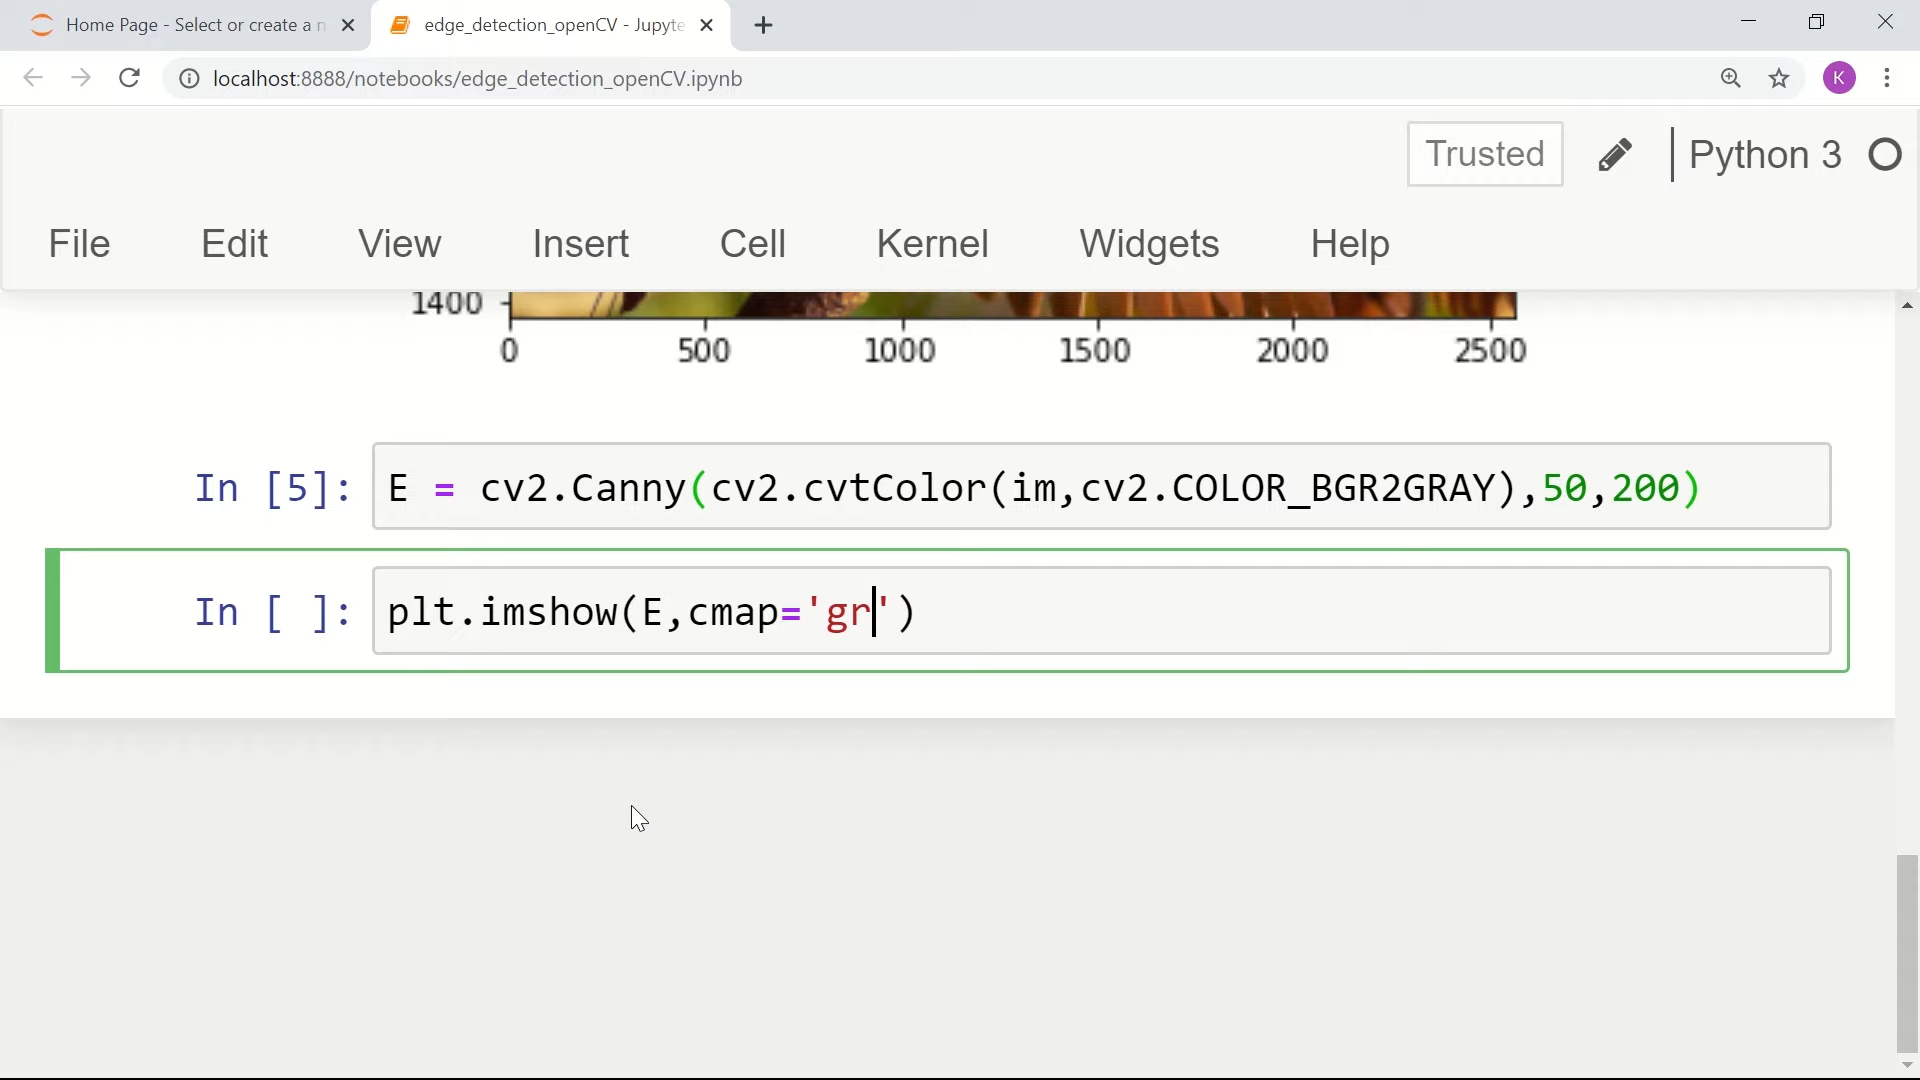 Home Page - Select or create a n
edge_detection_openCV - Jupyte
localhost:8888/notebooks/edge_detection_openCV.ipynb
K
Trusted
Python 3
File Edit View Insert Cell Kernel Widgets Help
1400
0 500 1000 1500 2000 2500
In [5]: E = cv2.Canny(cv2.cvtColor(im,cv2.COLOR_BGR2GRAY),50,200)
In [ ]: plt.imshow(E,cmap='gr')